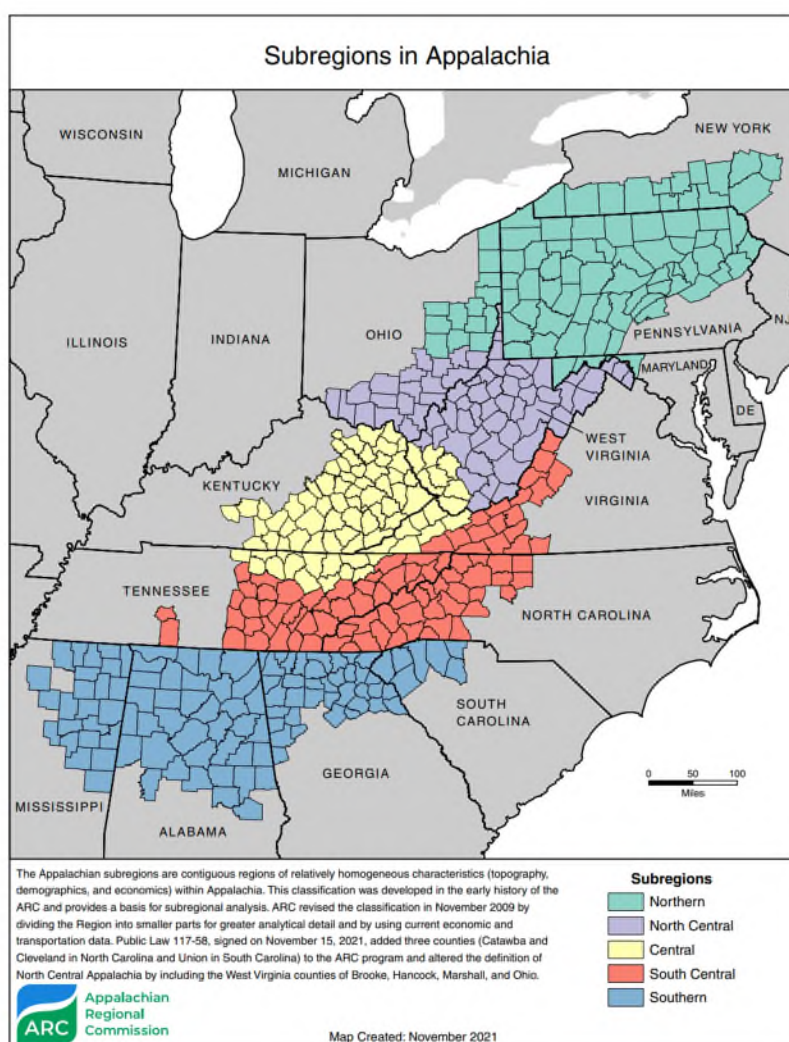 Subregions in Appalachia
WISCONSIN
NEW YORK
MICHIGAN
ILLINOIS
INDIANA
OHIO
PENNSYLVANIA
NJ
MARYLAND
DE
WEST
VIRGINIA
KENTUCKY
VIRGINIA
TENNESSEE
NORTH CAROLINA
SOUTH
CAROLINA
GEORGIA
MISSISSIPPI
ALABAMA
0 50 100
Miles
The Appalachian subregions are contiguous regions of relatively homogeneous characteristics (topography,
demographics, and economics) within Appalachia. This classification was developed in the early history of the
ARC and provides a basis for subregional analysis. ARC revised the classification in November 2009 by
dividing the Region into smaller parts for greater analytical detail and by using current economic and
transportation data. Public Law 117-58, signed on November 15, 2021, added three counties (Catawba and
Cleveland in North Carolina and Union in South Carolina) to the ARC program and altered the definition of
North Central Appalachia by including the West Virginia counties of Brooke, Hancock, Marshall, and Ohio.
Subregions
Northern
North Central
Central
South Central
Southern
ARC
Appalachian
Regional
Commission
Map Created: November 2021